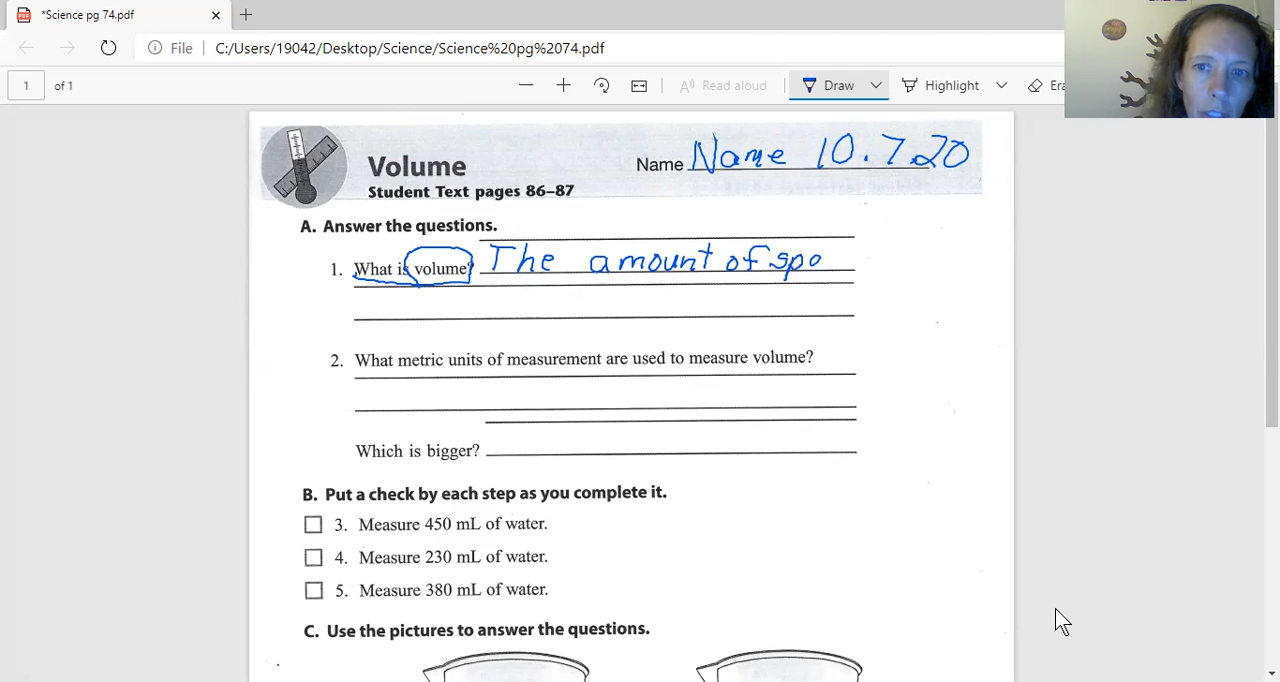 *Science pg 74.pdf
File C:/Users/19042/Desktop/Science/Science%20pg%2074.pdf
1 of 1 Read aloud Draw Highlight Era
Volume Name Name 10.7.20
Student Text pages 86–87
A. Answer the questions.
1. What is volume? The amount of spo
2. What metric units of measurement are used to measure volume?
Which is bigger?
B. Put a check by each step as you complete it.
3. Measure 450 mL of water.
4. Measure 230 mL of water.
5. Measure 380 mL of water.
C. Use the pictures to answer the questions.